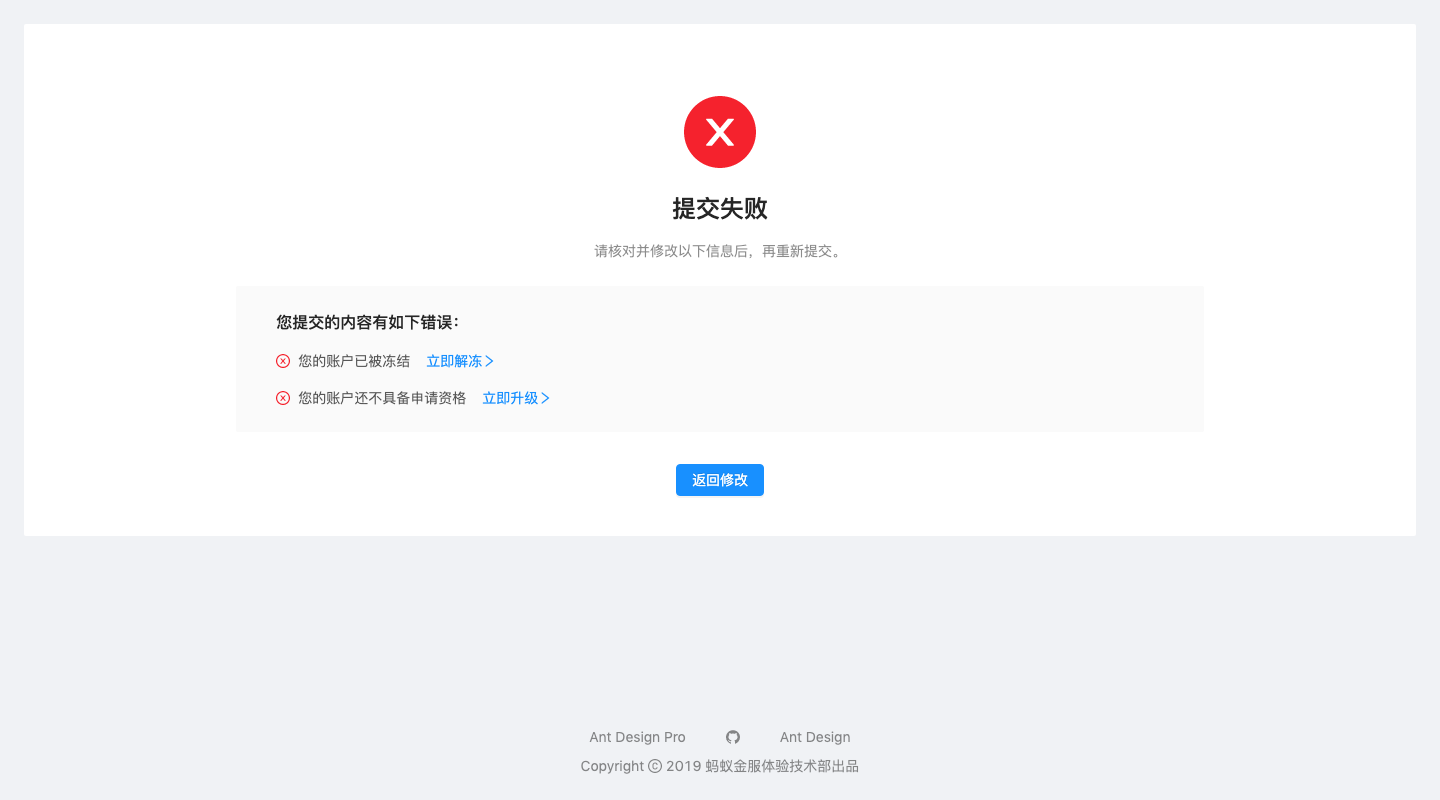 提交失败
请核对并修改以下信息后，再重新提交。
您提交的内容有如下错误：
您的账户已被冻结 立即解冻
您的账户还不具备申请资格 立即升级
返回修改
Ant Design Pro Ant Design
Copyright © 2019 蚂蚁金服体验技术部出品